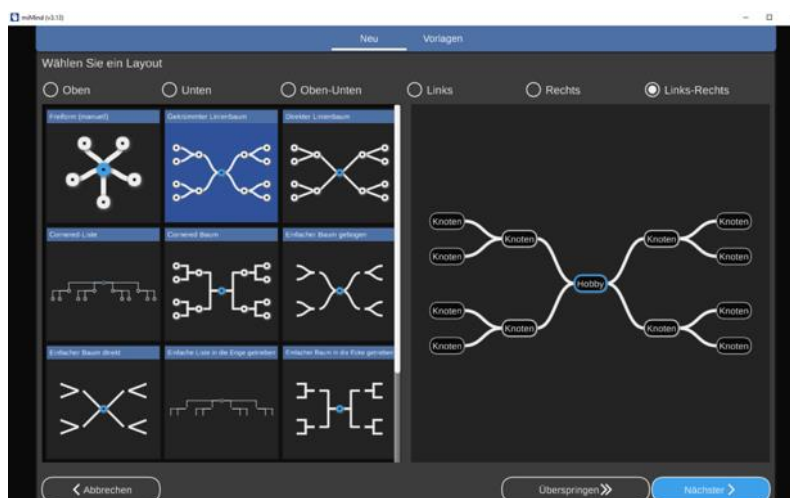 miMind (v3.13)
Neu Vorlagen
Wählen Sie ein Layout
Oben Unten Oben-Unten Links Rechts Links-Rechts
Freiform (manuell) Gekrümmter Linienbaum Direkter Linienbaum
Cornered-Liste Cornered Baum Einfacher Baum gebogen
Einfacher Baum direkt Einfache Liste in die Enge getrieben Einfacher Baum in die Ecke getrieben
Knoten Knoten
Knoten Knoten
Knoten Knoten
Hobby
Knoten Knoten
Knoten Knoten
Knoten Knoten
Abbrechen Überspringen Nächster